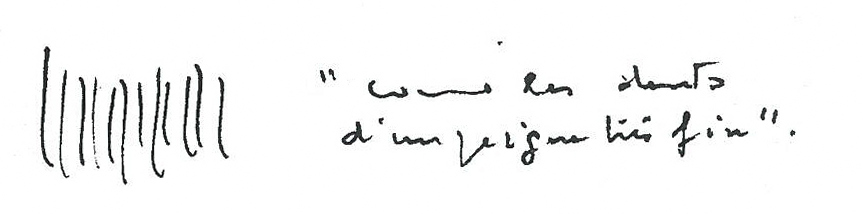 "comme les dents
d'un peigne très fin".